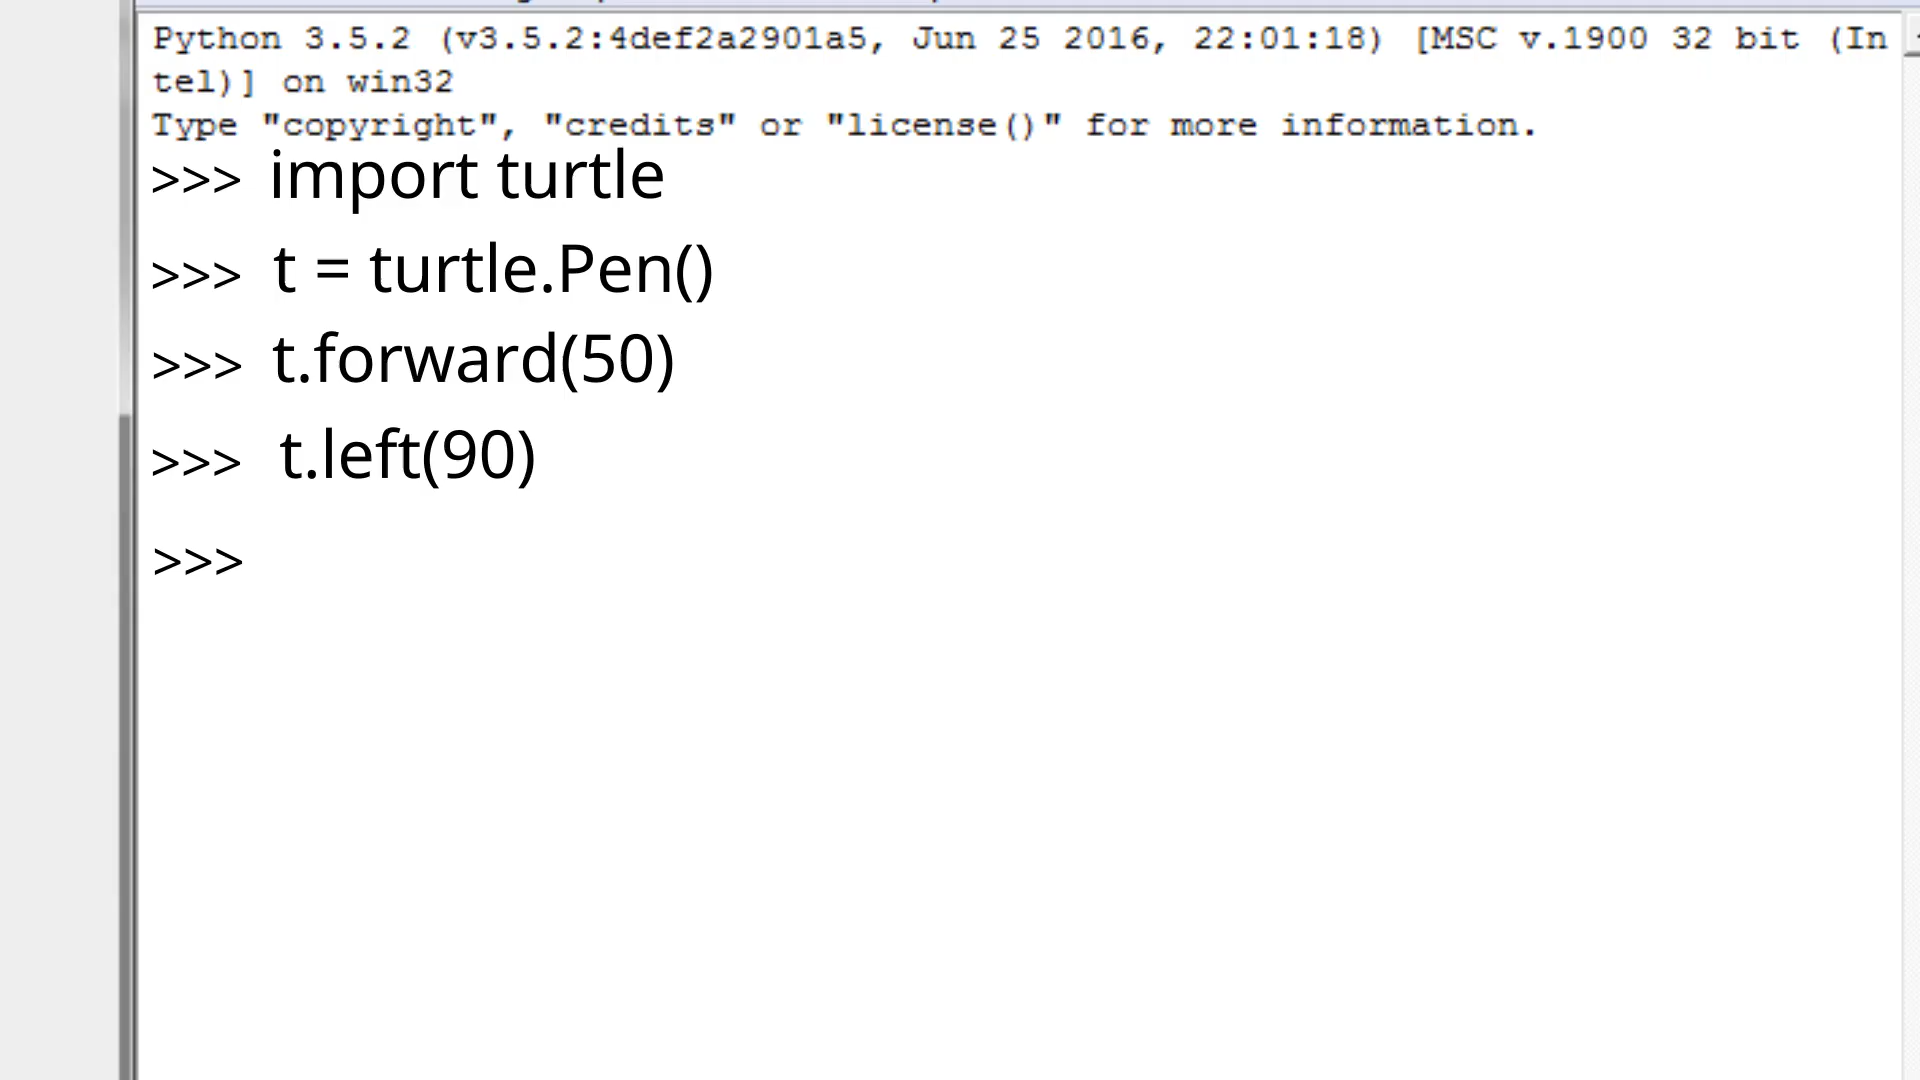 Python 3.5.2 (v3.5.2:4def2a2901a5, Jun 25 2016, 22:01:18) [MSC v.1900 32 bit (In
tel)] on win32
Type "copyright", "credits" or "license()" for more information.
>>> import turtle
>>> t = turtle.Pen()
>>> t.forward(50)
>>> t.left(90)
>>>